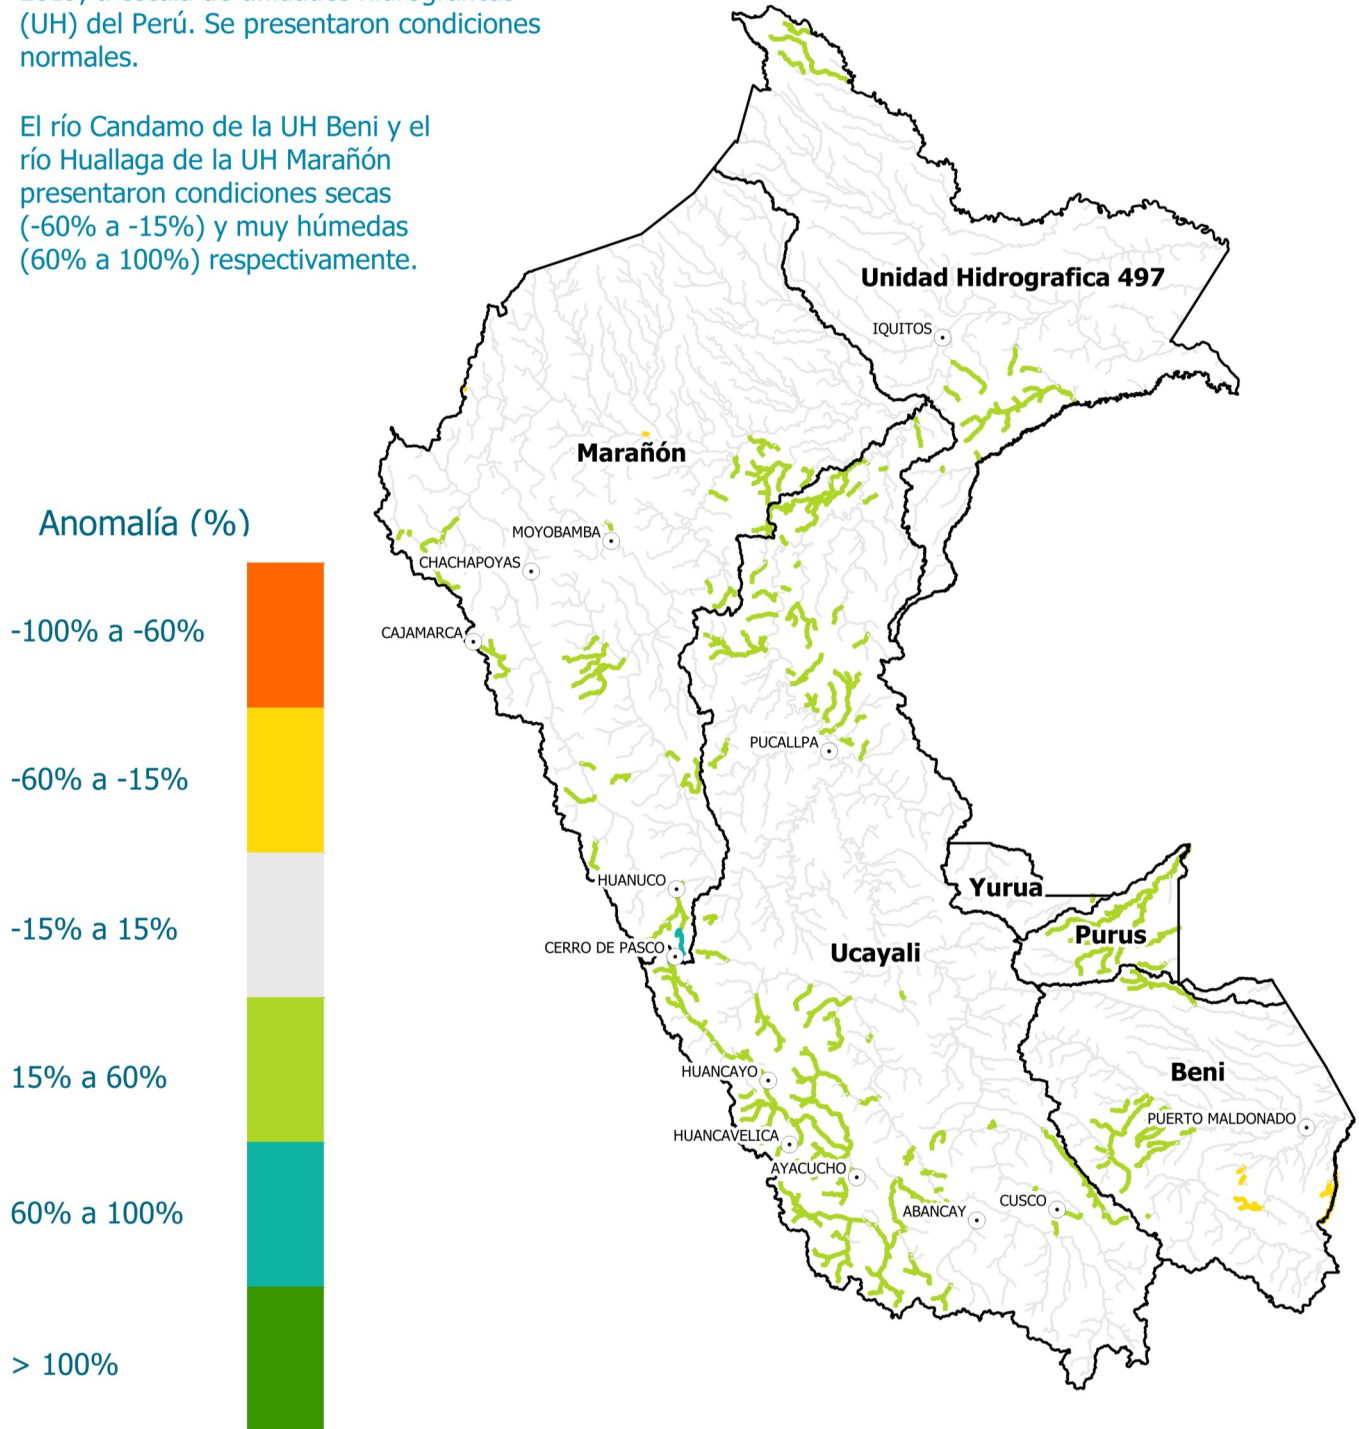 (UH) del Perú. Se presentaron condiciones
normales.
El río Candamo de la UH Beni y el
río Huallaga de la UH Marañón
presentaron condiciones secas
(-60% a -15%) y muy húmedas
(60% a 100%) respectivamente.
Unidad Hidrografica 497
IQUITOS
Marañón
Anomalía (%)
MOYOBAMBA
CHACHAPOYAS
-100% a -60%
CAJAMARCA
PUCALLPA
-60% a -15%
HUANUCO
Yurua
-15% a 15%
Purus
CERRO DE PASCO
Ucayali
HUANCAYO
Beni
15% a 60%
PUERTO MALDONADO
HUANCAVELICA
AYACUCHO
CUSCO
60% a 100%
ABANCAY
> 100%